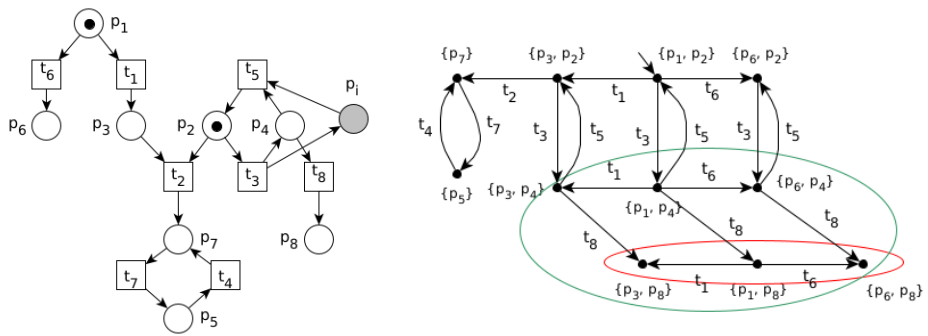 p1
t6
t1
t5
pi
p6
p3
p2
p4
t2
t3
t8
p7
p8
t7
t4
p5
{p7}
{p3, p2}
{p1, p2}
{p6, p2}
t2
t1
t6
t4
t7
t3
t5
t3
t5
t3
t5
{p5}
{p3, p4}
t1
{p1, p4}
t6
{p6, p4}
t8
t8
t8
{p3, p8}
t1
{p1, p8}
t6
{p6, p8}